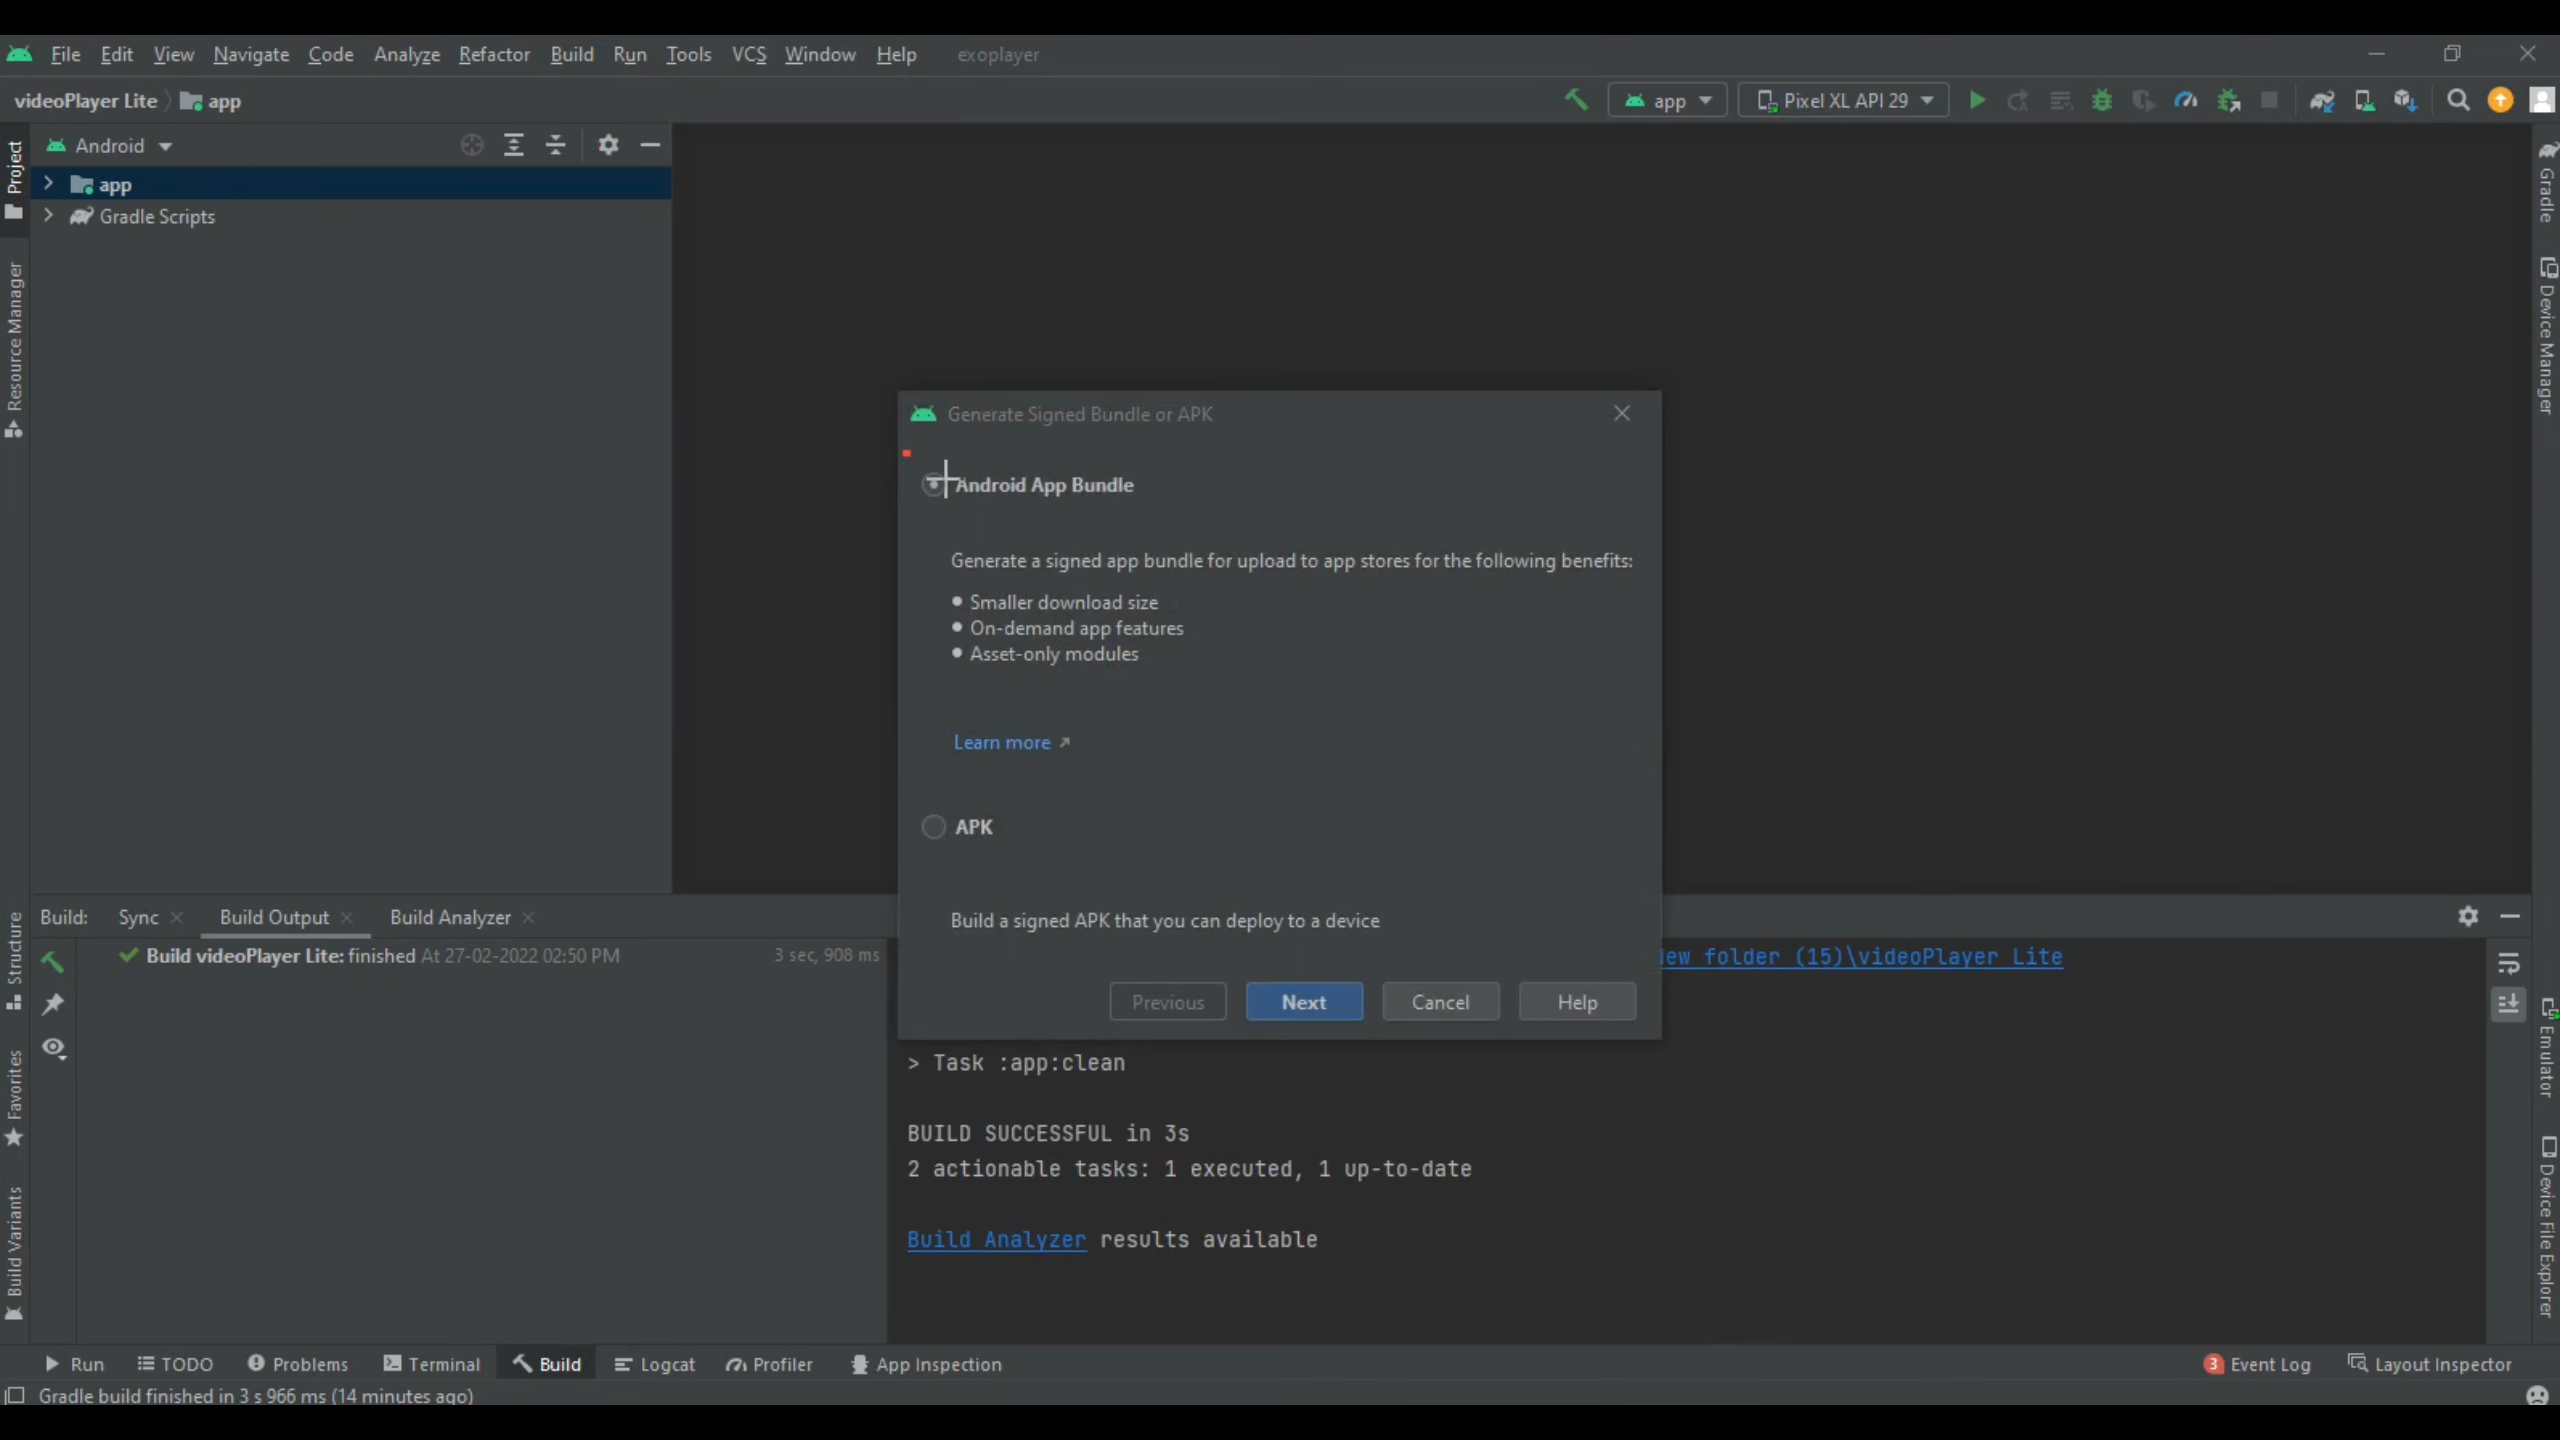 File Edit View Navigate Code Analyze Refactor Build Run Tools VCS Window Help exoplayer
videoPlayer Lite app
app Pixel XL API 29
Project
Resource Manager
Structure
Favorites
Build Variants
Android
app
Gradle Scripts
Generate Signed Bundle or APK
Android App Bundle
Generate a signed app bundle for upload to app stores for the following benefits:
Smaller download size
On-demand app features
Asset-only modules
Learn more
APK
Build a signed APK that you can deploy to a device
Previous Next Cancel Help
Build: Sync Build Output Build Analyzer
Build videoPlayer Lite: finished At 27-02-2022 02:50 PM 3 sec, 908 ms
New folder (15)\videoPlayer Lite
> Task :app:clean
BUILD SUCCESSFUL in 3s
2 actionable tasks: 1 executed, 1 up-to-date
Build Analyzer results available
Gradle
Device Manager
Emulator
Device File Explorer
Run TODO Problems Terminal Build Logcat Profiler App Inspection
3 Event Log Layout Inspector
Gradle build finished in 3 s 966 ms (14 minutes ago)